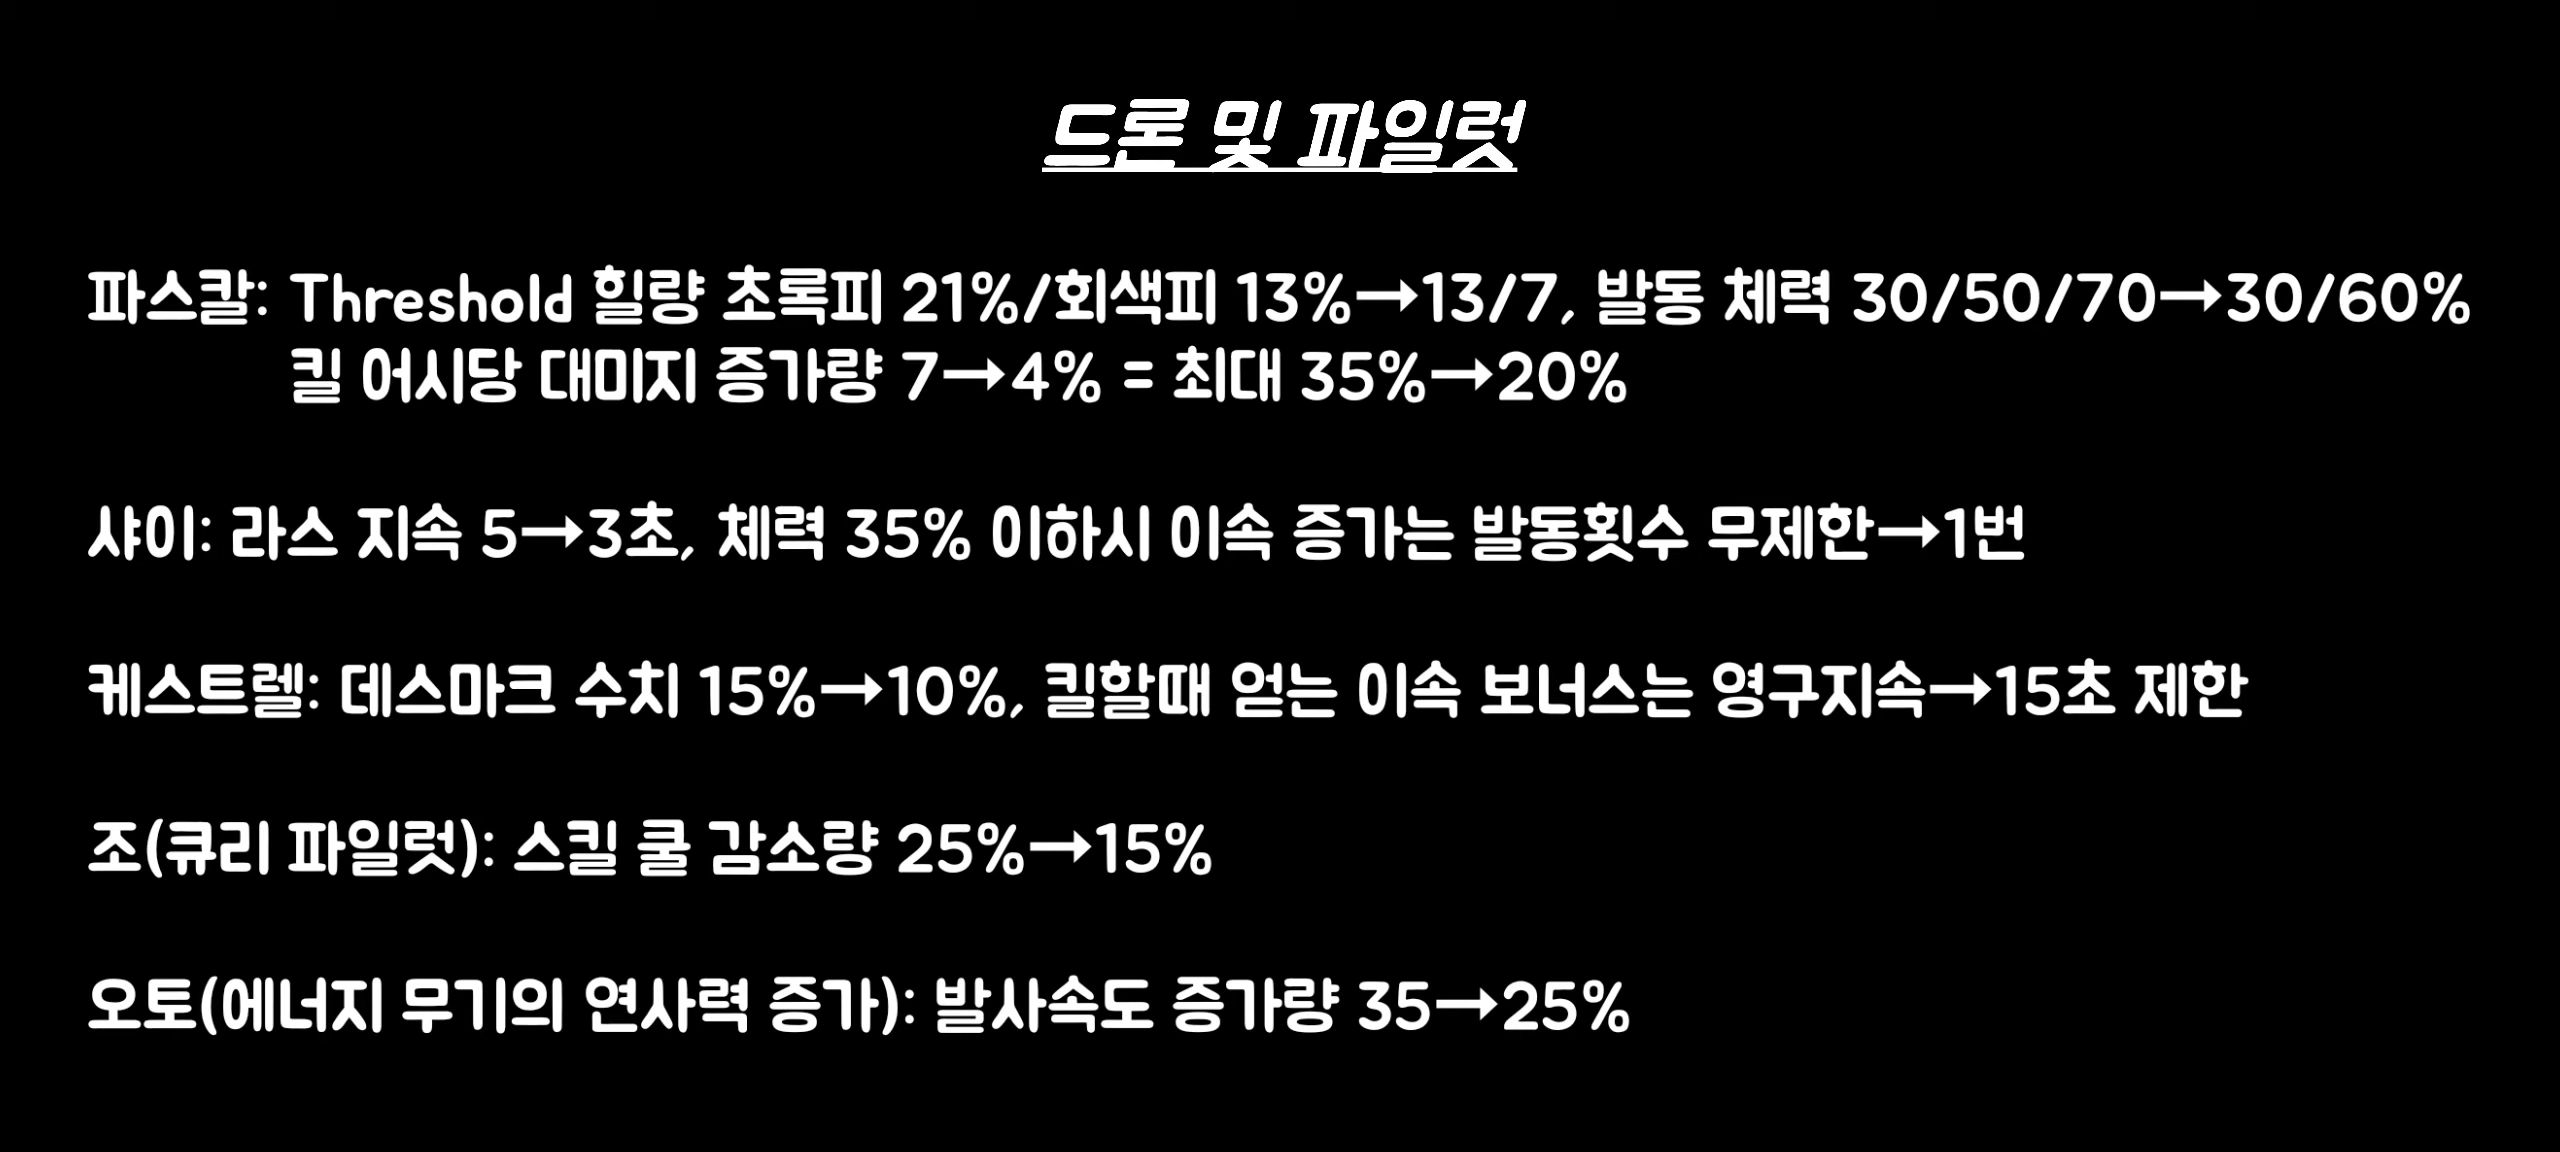 드론 및 파일럿
파스칼: Threshold 힐량 초록피 21%/회색피 13%→13/7, 발동 체력 30/50/70→30/60%
킬 어시당 대미지 증가량 7→4% = 최대 35%→20%
샤이: 라스 지속 5→3초, 체력 35% 이하시 이속 증가는 발동횟수 무제한→1번
케스트렐: 데스마크 수치 15%→10%, 킬할때 얻는 이속 보너스는 영구지속→15초 제한
조(큐리 파일럿): 스킬 쿨 감소량 25%→15%
오토(에너지 무기의 연사력 증가): 발사속도 증가량 35→25%